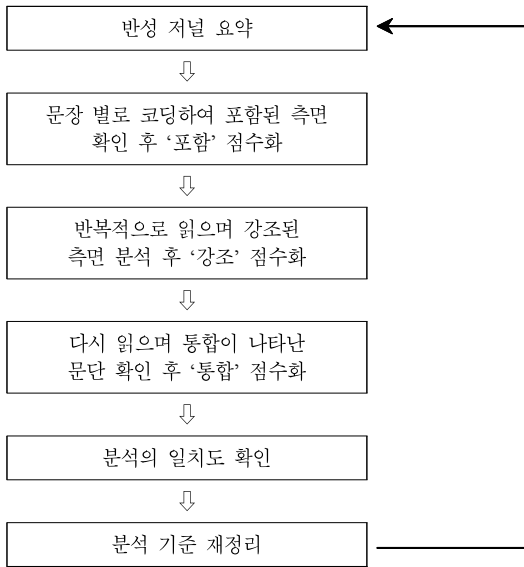 반성 저널 요약
문장 별로 코딩하여 포함된 측면
확인 후 ‘포함’ 점수화
반복적으로 읽으며 강조된
측면 분석 후 ‘강조’ 점수화
다시 읽으며 통합이 나타난
문단 확인 후 ‘통합’ 점수화
분석의 일치도 확인
분석 기준 재정리